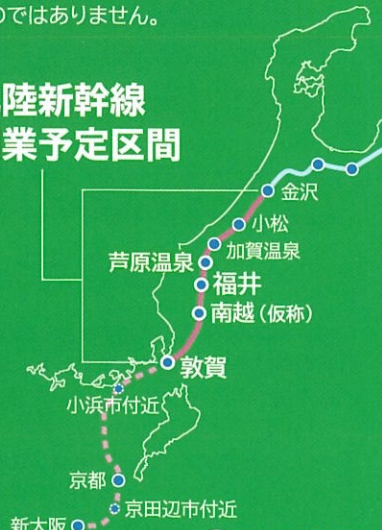 のではありません。
陸新幹線
業予定区間
金沢
小松
加賀温泉
芦原温泉
福井
南越(仮称)
敦賀
小浜市付近
京都
京田辺市付近
新大阪